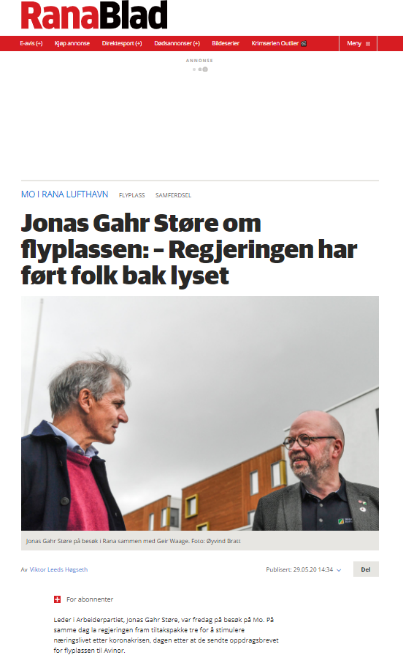 RanaBlad
E-avis (+) Kjøp annonse Direktesport (+) Dødsannonser (+) Bildeserier Krimserien Outlier Meny
ANNONSE
MO I RANA LUFTHAVN FLYPLASS SAMFERDSEL
Jonas Gahr Støre om
flyplassen: – Regjeringen har
ført folk bak lyset
Jonas Gahr Støre på besøk i Rana sammen med Geir Waage. Foto: Øyvind Bratt
Av Viktor Leeds Høgseth Publisert: 29.05.20 14:34 Del
For abonnenter
Leder i Arbeiderpartiet, Jonas Gahr Støre, var fredag på besøk på Mo. På
samme dag la regjeringen fram tiltakspakke tre for å stimulere
næringslivet etter koronakrisen, dagen etter at de sendte oppdragsbrevet
for flyplassen til Avinor.